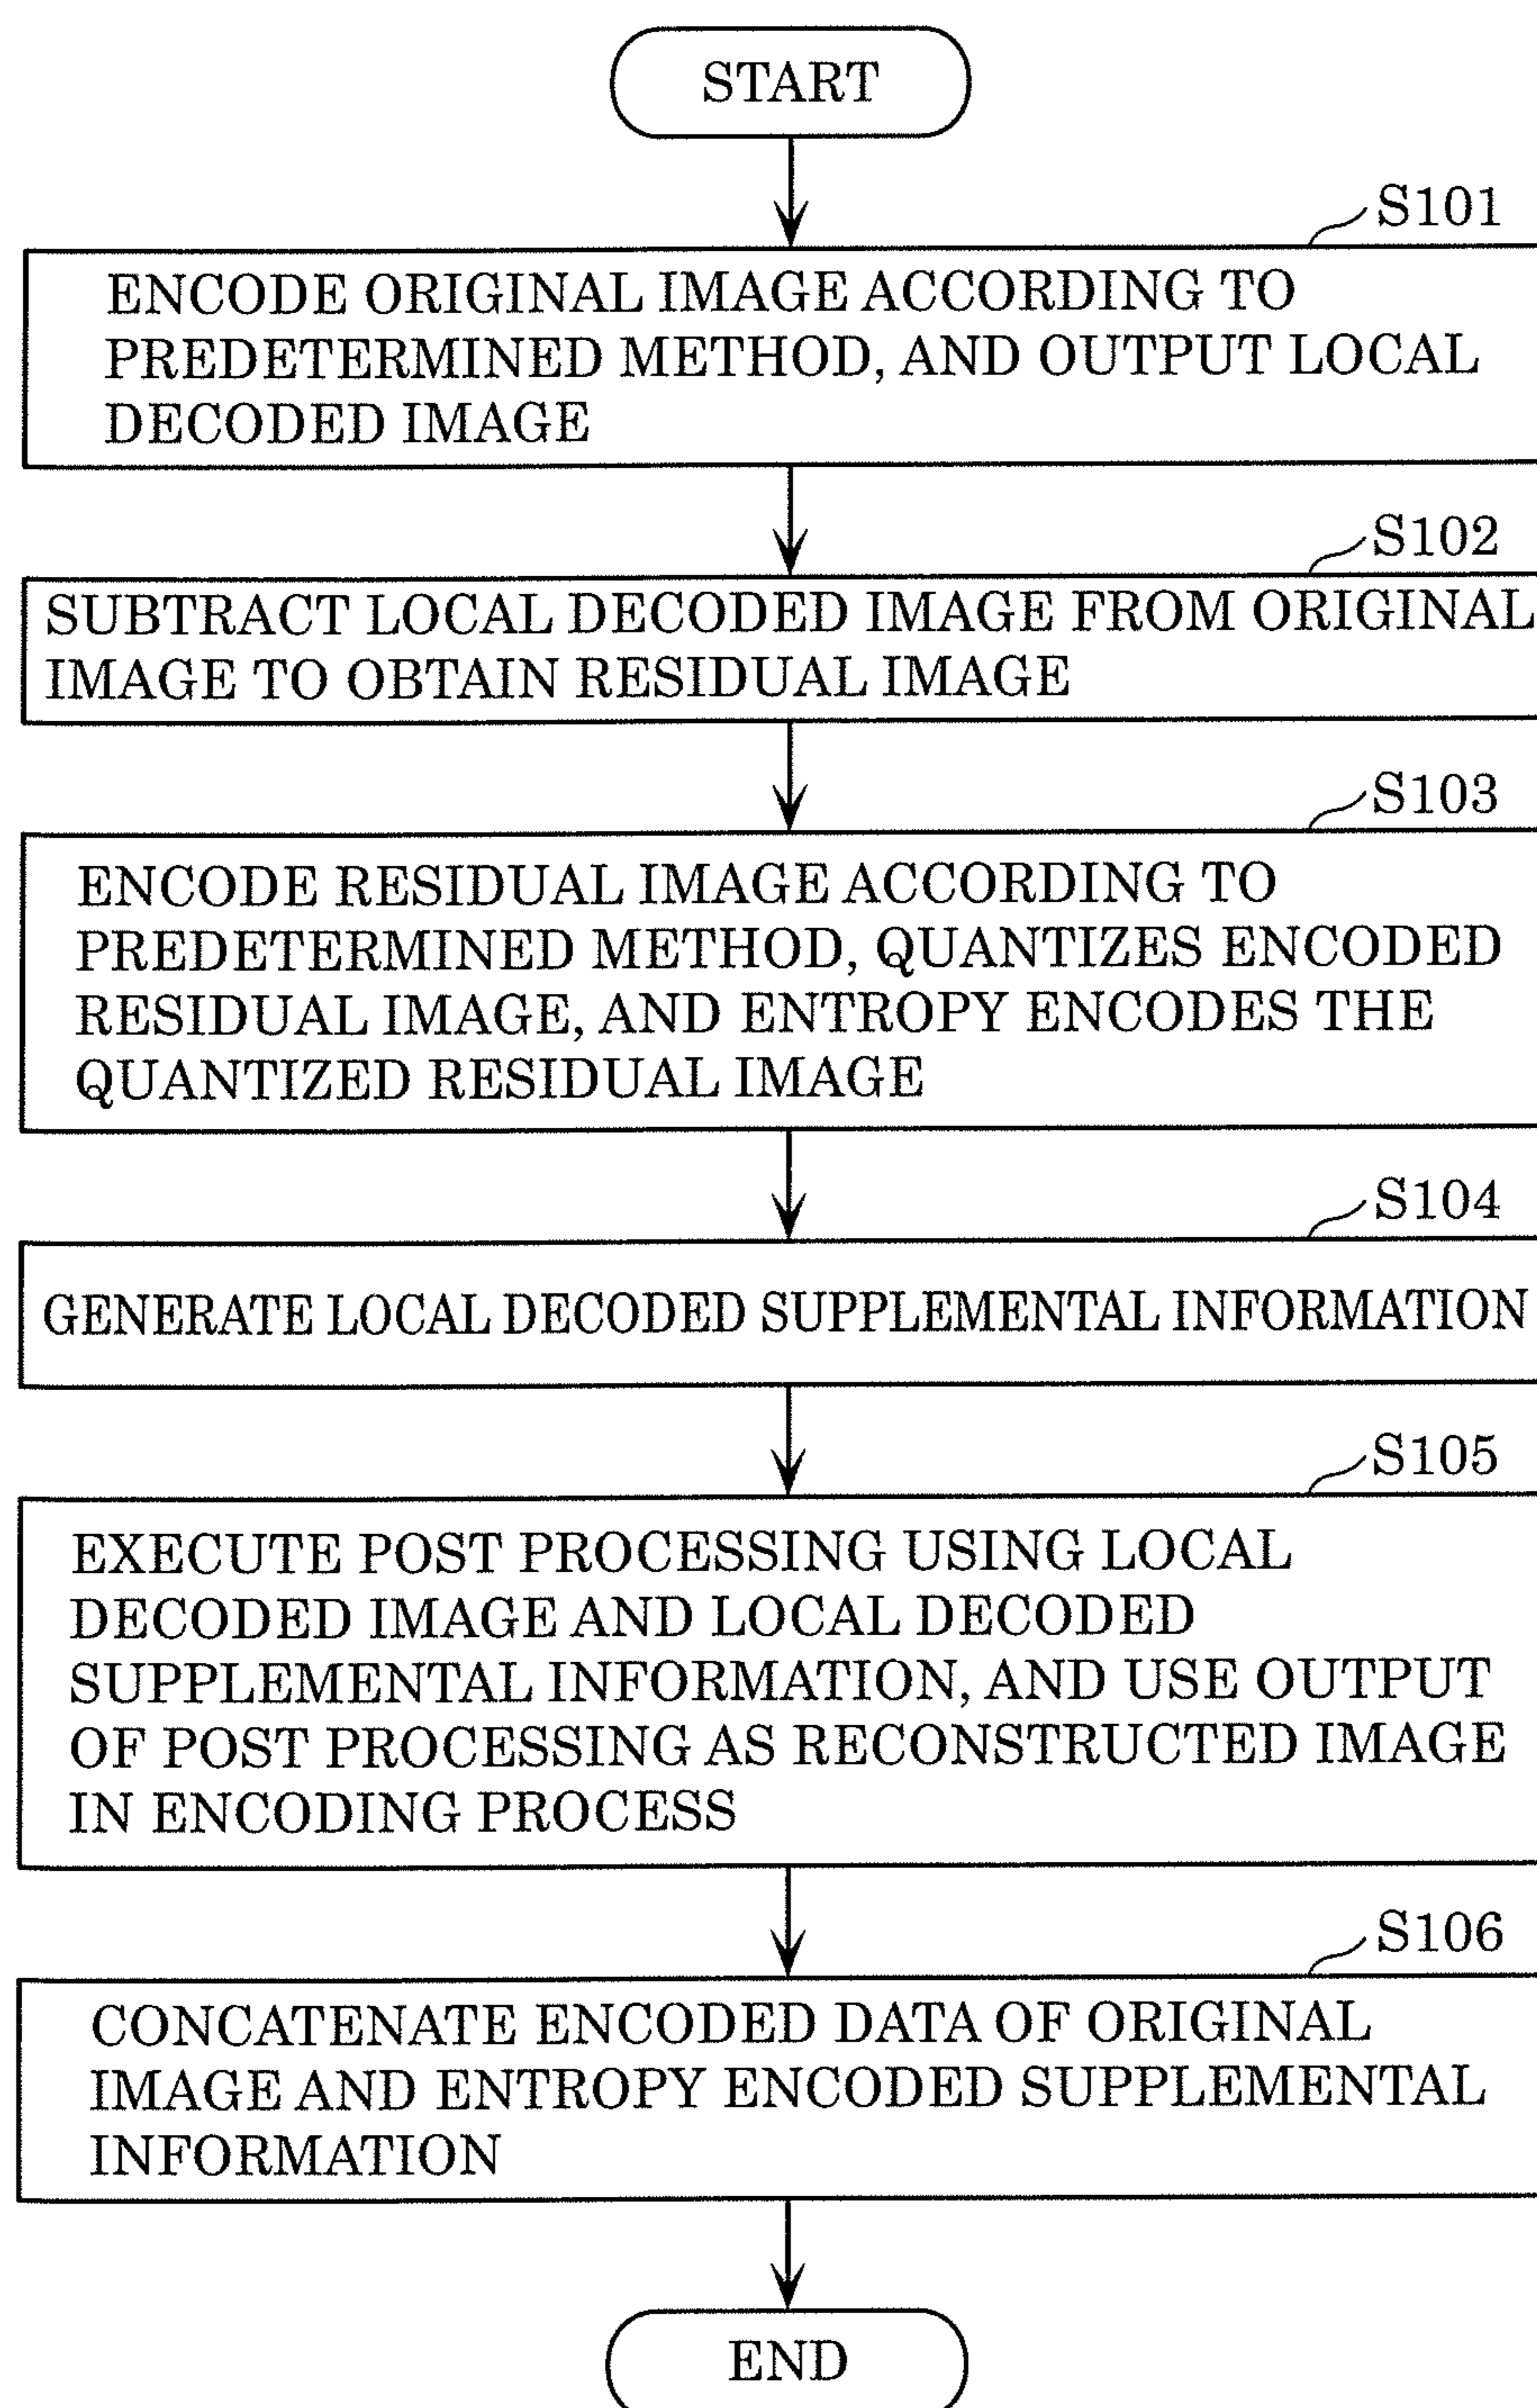 START
S101
ENCODE ORIGINAL IMAGE ACCORDING TO
PREDETERMINED METHOD, AND OUTPUT LOCAL
DECODED IMAGE
S102
SUBTRACT LOCAL DECODED IMAGE FROM ORIGINAL
IMAGE TO OBTAIN RESIDUAL IMAGE
S103
ENCODE RESIDUAL IMAGE ACCORDING TO
PREDETERMINED METHOD, QUANTIZES ENCODED
RESIDUAL IMAGE, AND ENTROPY ENCODES THE
QUANTIZED RESIDUAL IMAGE
S104
GENERATE LOCAL DECODED SUPPLEMENTAL INFORMATION
S105
EXECUTE POST PROCESSING USING LOCAL
DECODED IMAGE AND LOCAL DECODED
SUPPLEMENTAL INFORMATION, AND USE OUTPUT
OF POST PROCESSING AS RECONSTRUCTED IMAGE
IN ENCODING PROCESS
S106
CONCATENATE ENCODED DATA OF ORIGINAL
IMAGE AND ENTROPY ENCODED SUPPLEMENTAL
INFORMATION
END